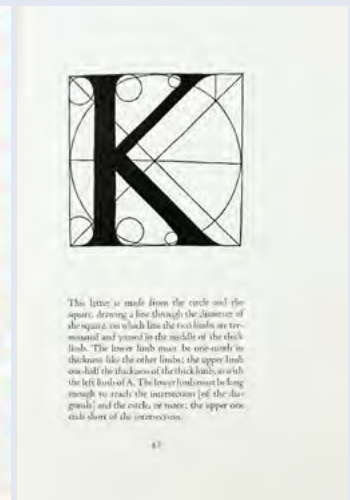 K
This letter is made from the circle and the
square, drawing a line through the diameter of
the square, on which line the two limbs are ter-
minated and joined in the middle of the thick
limb. The lower limb must be one-ninth in
thickness like the other limbs; the upper limb
one-half the thickness of the thick limb, as with
the left limb of A. The lower limb must be long
enough to reach the intersection [of the dia-
gonals] and the circle, or more; the upper one
ends short of the intersection.